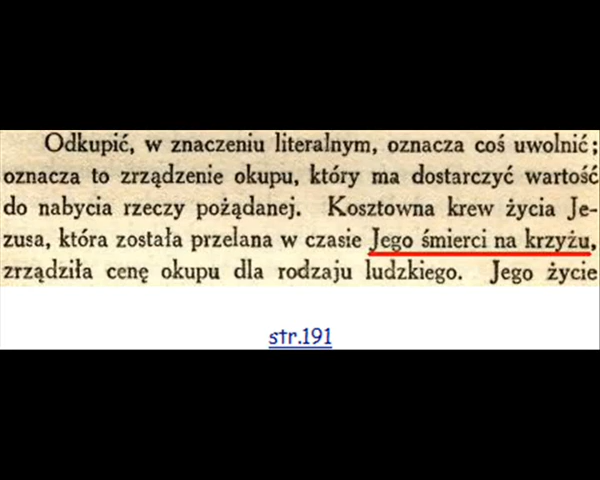 Odkupić, w znaczeniu literalnym, oznacza coś uwolnić;
oznacza to zrządzenie okupu, który ma dostarczyć wartość
do nabycia rzeczy pożądanej. Kosztowna krew życia Je-
zusa, która została przelana w czasie Jego śmierci na krzyżu,
zrządziła cenę okupu dla rodzaju ludzkiego. Jego życie
str.191